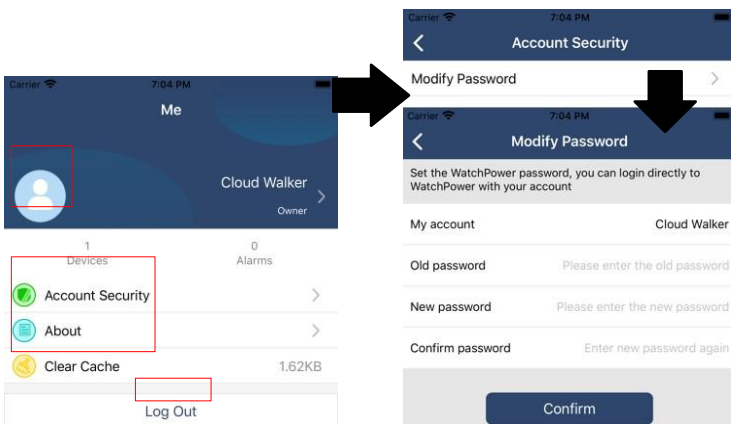 Carrier 7:04 PM
Me
Cloud Walker
Owner
1 0
Devices Alarms
Account Security
About
Clear Cache 1.62KB
Log Out
Carrier 7:04 PM
Account Security
Modify Password
Carrier 7:04 PM
Modify Password
Set the WatchPower password, you can login directly to
WatchPower with your account
My account Cloud Walker
Old password Please enter the old password
New password Please enter the new password
Confirm password Enter new password again
Confirm